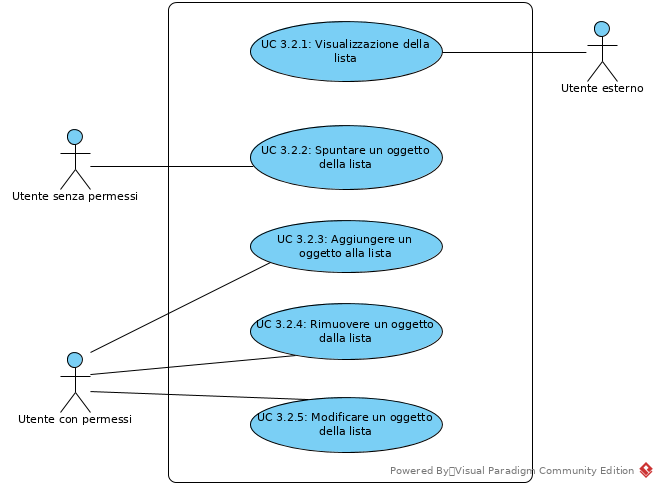 UC 3.2.1: Visualizzazione della
lista
Utente esterno
UC 3.2.2: Spuntare un oggetto
della lista
Utente senza permessi
UC 3.2.3: Aggiungere un
oggetto alla lista
UC 3.2.4: Rimuovere un oggetto
dalla lista
Utente con permessi
UC 3.2.5: Modificare un oggetto
della lista
Powered By Visual Paradigm Community Edition